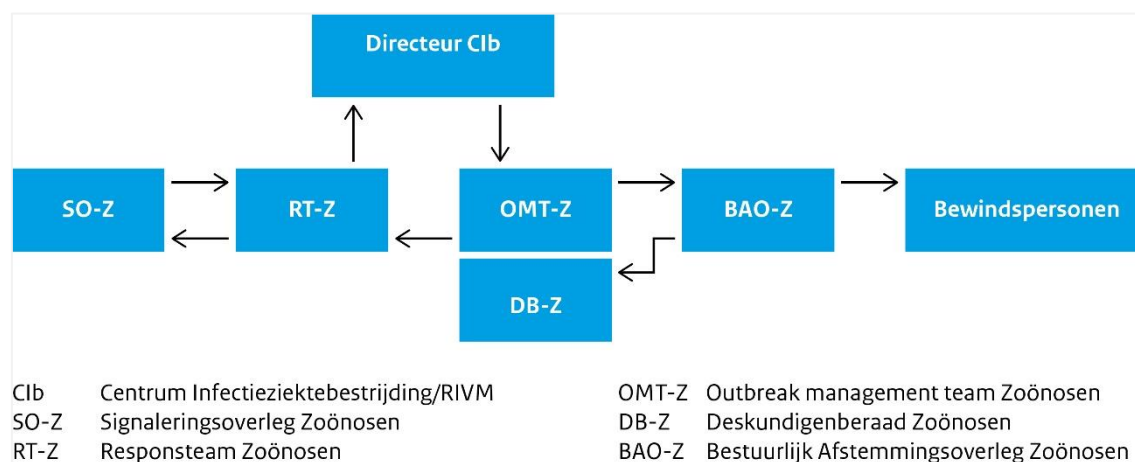 Directeur CIb
SO-Z
RT-Z
OMT-Z
BAO-Z
Bewindspersonen
DB-Z
CIb Centrum Infectieziektebestrijding/RIVM
SO-Z Signaleringsoverleg Zoönosen
RT-Z Responsteam Zoönosen
OMT-Z Outbreak management team Zoönosen
DB-Z Deskundigenberaad Zoönosen
BAO-Z Bestuurlijk Afstemmingsoverleg Zoönosen